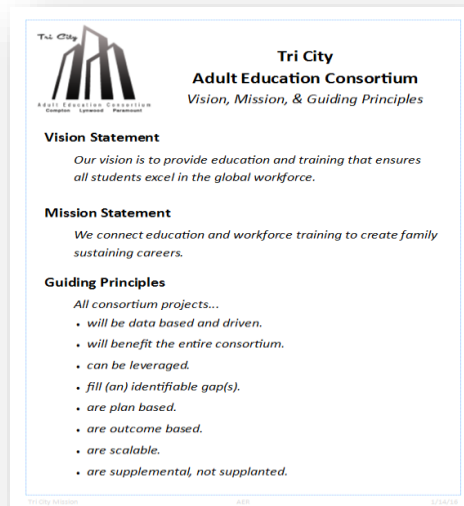 Tri City
Adult Education Consortium
Compton Lynwood Paramount
Tri City
Adult Education Consortium
Vision, Mission, & Guiding Principles
Vision Statement
Our vision is to provide education and training that ensures
all students excel in the global workforce.
Mission Statement
We connect education and workforce training to create family
sustaining careers.
Guiding Principles
All consortium projects...
• will be data based and driven.
• will benefit the entire consortium.
• can be leveraged.
• fill (an) identifiable gap(s).
• are plan based.
• are outcome based.
• are scalable.
• are supplemental, not supplanted.
Tri City Mission